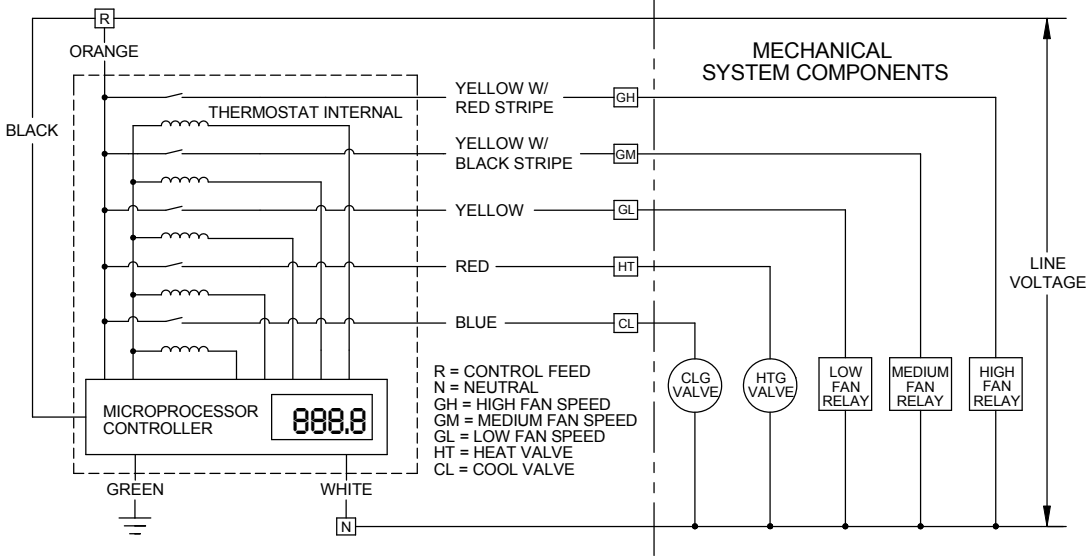 R
ORANGE
MECHANICAL
SYSTEM COMPONENTS
YELLOW W/
RED STRIPE
GH
THERMOSTAT INTERNAL
BLACK
YELLOW W/
BLACK STRIPE
GM
YELLOW
GL
RED
HT
LINE
VOLTAGE
BLUE
CL
R = CONTROL FEED
N = NEUTRAL
GH = HIGH FAN SPEED
GM = MEDIUM FAN SPEED
GL = LOW FAN SPEED
HT = HEAT VALVE
CL = COOL VALVE
CLG
VALVE
HTG
VALVE
LOW
FAN
RELAY
MEDIUM
FAN
RELAY
HIGH
FAN
RELAY
MICROPROCESSOR
CONTROLLER
888.8
GREEN
WHITE
N